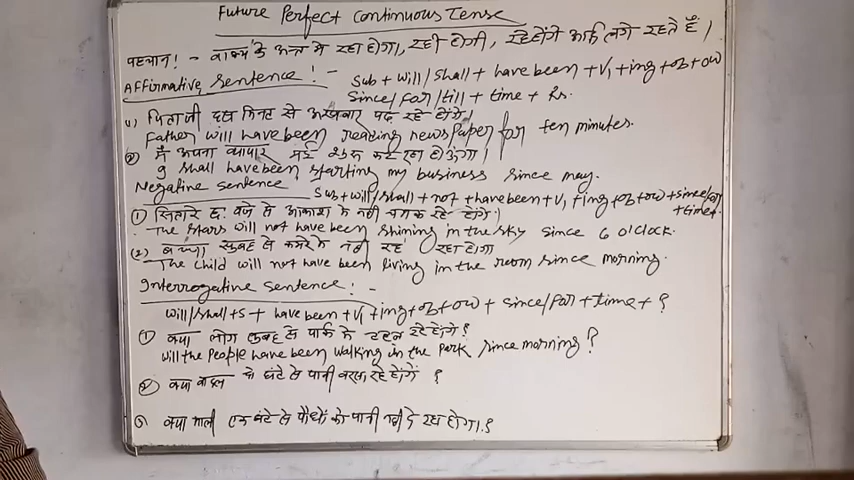 Future Perfect Continuous Tense
पहचान! - वाक्य के अन्त मे रहा होगा, रही होगी, रहे होंगे आदि लगे रहते हैं।
Affirmative Sentence! - Sub + will/shall + have been + V1 + ing + ob + ow
Since/for/till + time +
(1) पिताजी दस मिनट से अखबार पढ़ रहे होंगे।
Father will have been reading newspaper for ten minutes.
(2) मैं अपना व्यापार मई से शुरू कर रहा होऊंगा।
I shall have been starting my business since may.
Negative sentence
Sub + will/shall + not + have been + V1 + ing + ob + ow + since/for
+ time +
(1) सितारे छः बजे से आकाश में नहीं चमक रहे होंगे।
The stars will not have been shining in the sky since 6 o'clock.
(2) बच्चा सुबह से कमरे में नहीं रह रहा होगा
The child will not have been living in the room since morning.
Interrogative sentence! -
will/shall + s + have been + V1 + ing + ob + ow + since/for + time + ?
(1) क्या लोग सुबह से पार्क में टहल रहे होंगे?
Will the people have been walking in the park since morning?
(2) क्या बादल दो घंटे से पानी बरसा रहे होंगे ?
(3) क्या माली एक घंटे से पौधों को पानी नहीं दे रहा होगा।?